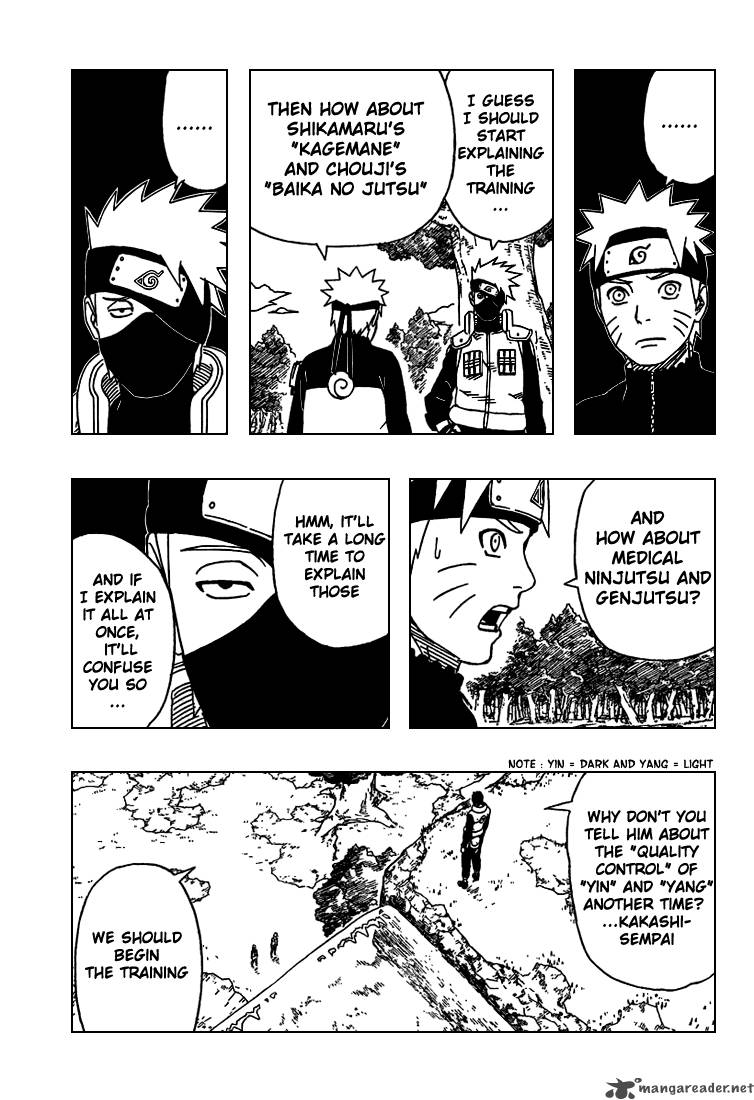 ......
I GUESS
I SHOULD
START
EXPLAINING
THE
TRAINING
...
THEN HOW ABOUT
SHIKAMARU'S
"KAGEMANE"
AND CHOUJI'S
"BAIKA NO JUTSU"
......
AND
HOW ABOUT
MEDICAL
NINJUTSU AND
GENJUTSU?
HMM, IT'LL
TAKE A LONG
TIME TO
EXPLAIN
THOSE
AND IF
I EXPLAIN
IT ALL AT
ONCE,
IT'LL
CONFUSE
YOU SO
...
NOTE : YIN = DARK AND YANG = LIGHT
WHY DON'T YOU
TELL HIM ABOUT
THE "QUALITY
CONTROL" OF
"YIN" AND "YANG"
ANOTHER TIME?
...KAKASHI-
SEMPAI
WE SHOULD
BEGIN
THE TRAINING
mangareader.net